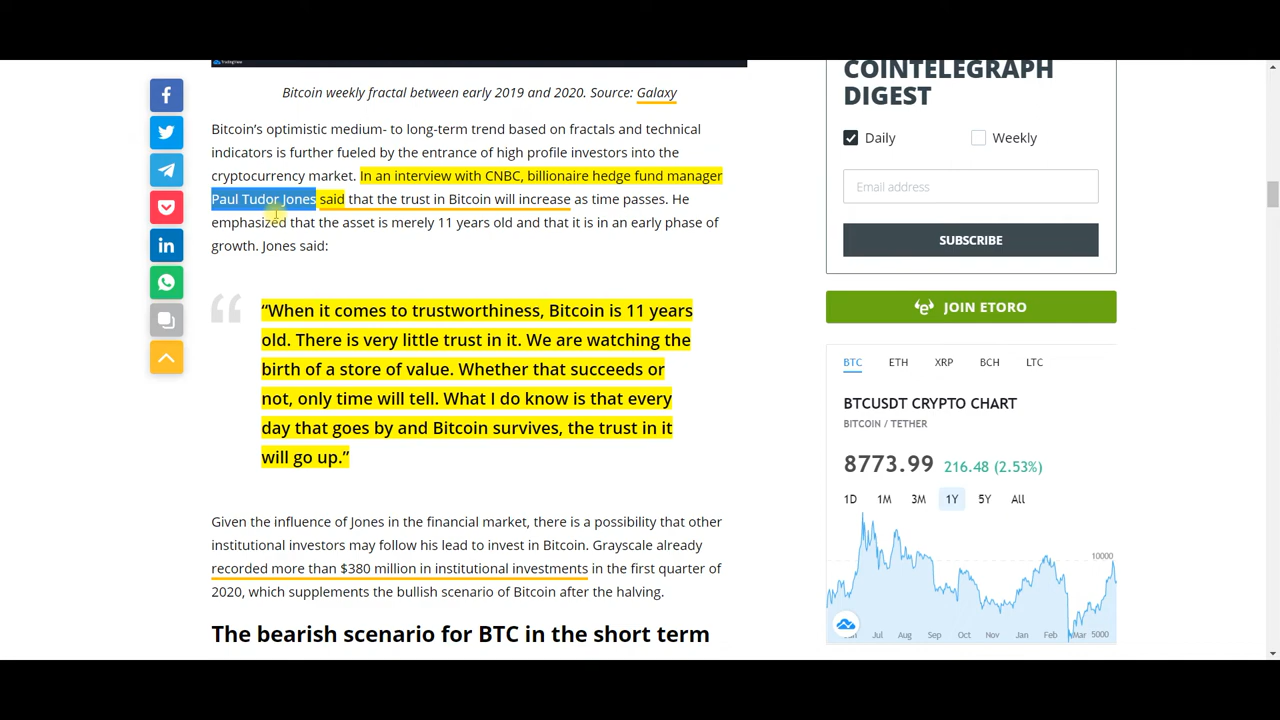 TradingView
Bitcoin weekly fractal between early 2019 and 2020. Source: Galaxy
Bitcoin’s optimistic medium- to long-term trend based on fractals and technical
indicators is further fueled by the entrance of high profile investors into the
cryptocurrency market. In an interview with CNBC, billionaire hedge fund manager
Paul Tudor Jones said that the trust in Bitcoin will increase as time passes. He
emphasized that the asset is merely 11 years old and that it is in an early phase of
growth. Jones said:
“When it comes to trustworthiness, Bitcoin is 11 years
old. There is very little trust in it. We are watching the
birth of a store of value. Whether that succeeds or
not, only time will tell. What I do know is that every
day that goes by and Bitcoin survives, the trust in it
will go up.”
Given the influence of Jones in the financial market, there is a possibility that other
institutional investors may follow his lead to invest in Bitcoin. Grayscale already
recorded more than $380 million in institutional investments in the first quarter of
2020, which supplements the bullish scenario of Bitcoin after the halving.
The bearish scenario for BTC in the short term
COINTELEGRAPH
DIGEST
Daily Weekly
Email address
SUBSCRIBE
JOIN ETORO
BTC ETH XRP BCH LTC
BTCUSDT CRYPTO CHART
BITCOIN / TETHER
8773.99 216.48 (2.53%)
1D 1M 3M 1Y 5Y All
10000
Jul Aug Sep Oct Nov Jan Feb Mar 5000